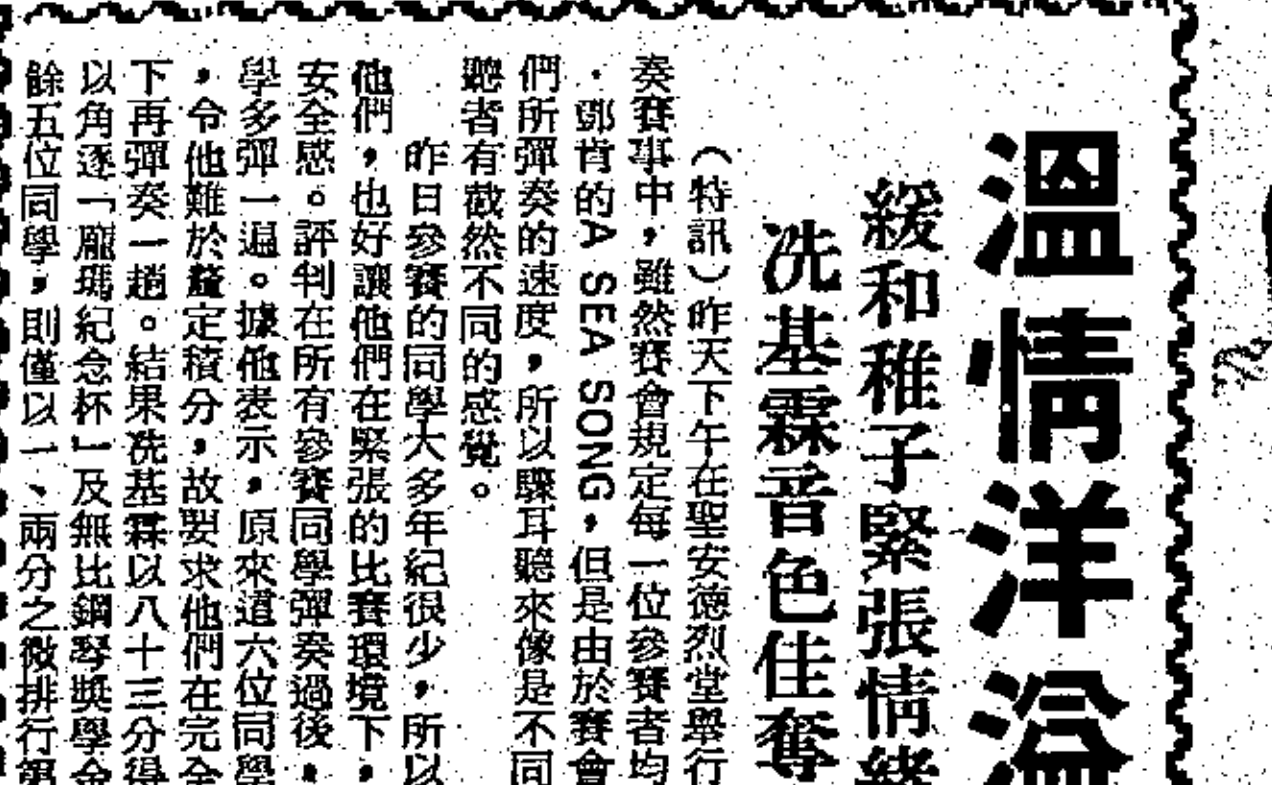 溫情洋溢
緩和稚子緊張情緒
冼基霖音色佳奪
（特訊）昨天下午在聖安德烈堂舉行
奏賽事中，雖然賽會規定每一位參賽者均
．鄧肯的A SEA SONG，但是由於賽會
們所彈奏的速度，所以驟耳聽來像是不同
聽者有截然不同的感覺。
昨日參賽的同學大多年紀很少，所以
他們，也好讓他們在緊張的比賽環境下，
安全感。評判在所有參賽同學彈奏過後，
學多彈一遍。據他表示，原來這六位同學
，令他難於釐定積分，故要求他們在完全
下再彈奏一趟。結果冼基霖以八十三分得
以角逐「龐瑪紀念杯」及無比鋼琴獎學金
餘五位同學，則僅以一、兩分之微排行第